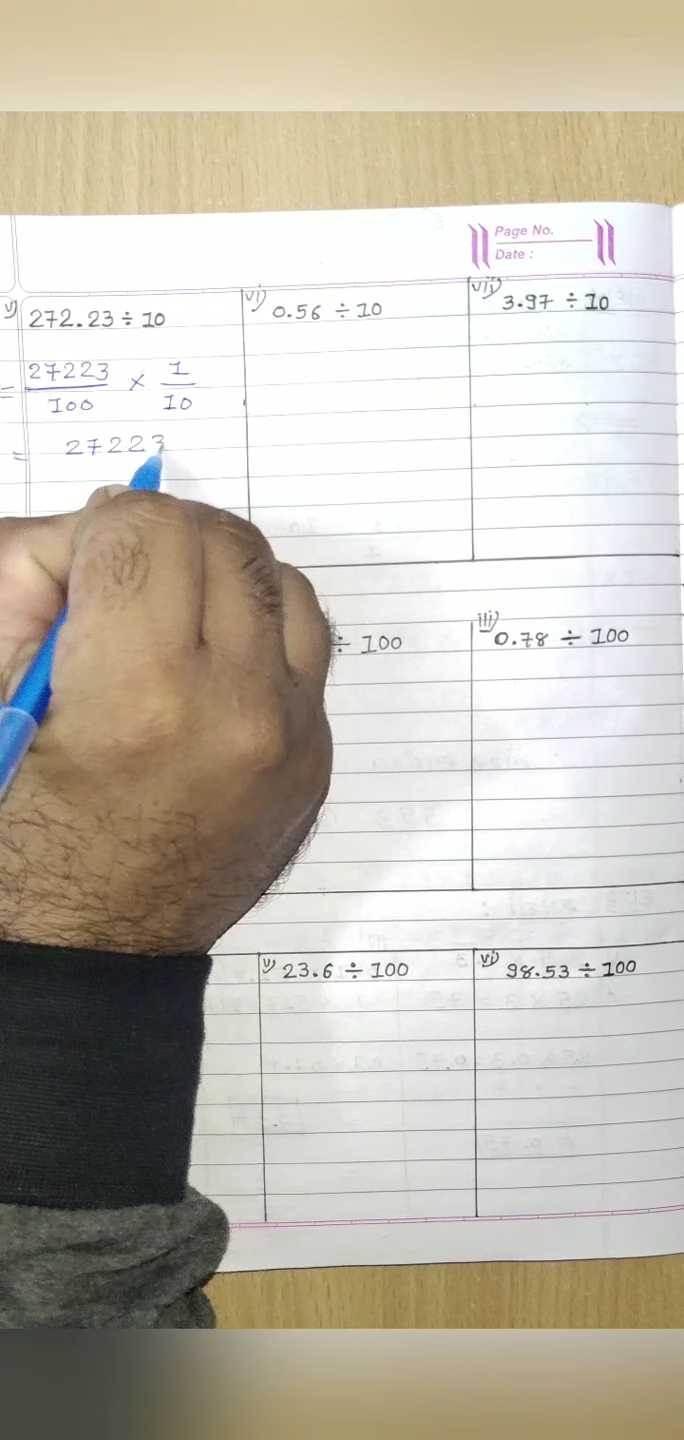 Page No.
Date :
v) 272.23 ÷ 10
= 27223/100 × 1/10
= 27223
vi) 0.56 ÷ 10
vii) 3.97 ÷ 10
÷ 100
iii) 0.78 ÷ 100
v) 23.6 ÷ 100
vi) 98.53 ÷ 100